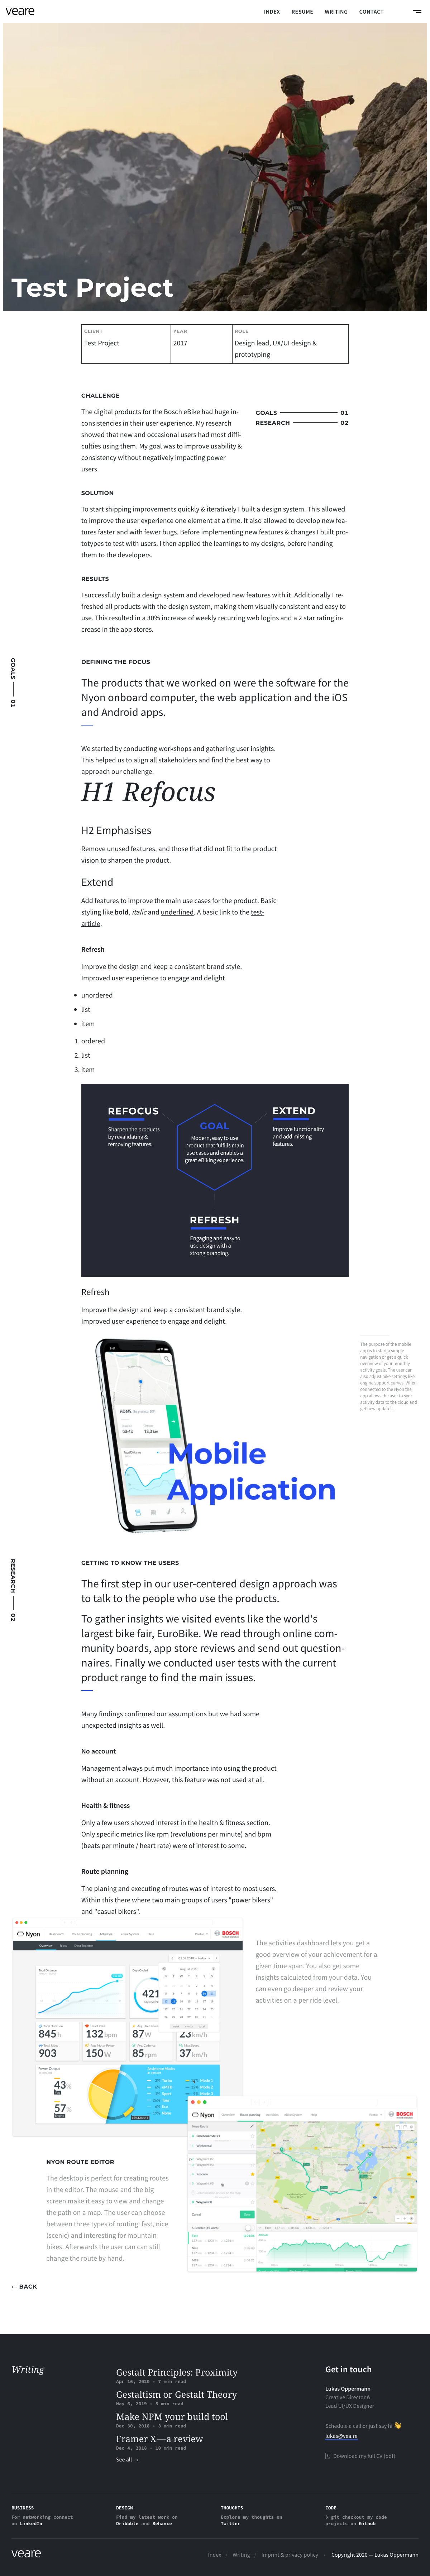 veare
INDEX RESUME WRITING CONTACT
Test Project
CLIENT
Test Project
YEAR
2017
ROLE
Design lead, UX/UI design &
prototyping
CHALLENGE
The digital products for the Bosch eBike had huge in-
consistencies in their user experience. My research
showed that new and occasional users had most diffi-
culties using them. My goal was to improve usability &
consistency without negatively impacting power
users.
GOALS 01
RESEARCH 02
SOLUTION
To start shipping improvements quickly & iteratively I built a design system. This allowed
to improve the user experience one element at a time. It also allowed to develop new fea-
tures faster and with fewer bugs. Before implementing new features & changes I built pro-
totypes to test with users. I then applied the learnings to my designs, before handing
them to the developers.
RESULTS
I successfully built a design system and developed new features with it. Additionally I re-
freshed all products with the design system, making them visually consistent and easy to
use. This resulted in a 30% increase of weekly recurring web logins and a 2 star rating in-
crease in the app stores.
GOALS 01
DEFINING THE FOCUS
The products that we worked on were the software for the
Nyon onboard computer, the web application and the iOS
and Android apps.
We started by conducting workshops and gathering user insights.
This helped us to align all stakeholders and find the best way to
approach our challenge.
H1 Refocus
H2 Emphasises
Remove unused features, and those that did not fit to the product
vision to sharpen the product.
Extend
Add features to improve the main use cases for the product. Basic
styling like bold, italic and underlined. A basic link to the test-
article.
Refresh
Improve the design and keep a consistent brand style.
Improved user experience to engage and delight.
• unordered
• list
• item
1. ordered
2. list
3. item
REFOCUS
Sharpen the products
by revalidating &
removing features.
GOAL
Modern, easy to use
product that fulfills main
use cases and enables a
great eBiking experience.
EXTEND
Improve functionality
and add missing
features.
REFRESH
Engaging and easy to
use design with a
strong branding.
Refresh
Improve the design and keep a consistent brand style.
Improved user experience to engage and delight.
The purpose of the mobile
app is to start a simple
navigation or get a quick
overview of your monthly
activity goals. The user can
also adjust bike settings like
engine support curves. When
connected to the Nyon the
app allows the user to sync
activity data to the cloud and
get new updates.
Mobile
Application
RESEARCH 02
GETTING TO KNOW THE USERS
The first step in our user-centered design approach was
to talk to the people who use the products.
To gather insights we visited events like the world's
largest bike fair, EuroBike. We read through online com-
munity boards, app store reviews and send out question-
naires. Finally we conducted user tests with the current
product range to find the main issues.
Many findings confirmed our assumptions but we had some
unexpected insights as well.
No account
Management always put much importance into using the product
without an account. However, this feature was not used at all.
Health & fitness
Only a few users showed interest in the health & fitness section.
Only specific metrics like rpm (revolutions per minute) and bpm
(beats per minute / heart rate) were of interest to some.
Route planning
The planing and executing of routes was of interest to most users.
Within this there where two main groups of users "power bikers"
and "casual bikers".
Nyon
BOSCH
421
845 h
132 bpm
87 W
23 km/h
903
150 W
85 rpm
37 km/h
43%
57%
The activities dashboard lets you get a
good overview of your achievement for a
given time span. You also get some
insights calculated from your data. You
can even go deeper and review your
activities on a per ride level.
Nyon
BOSCH
NYON ROUTE EDITOR
The desktop is perfect for creating routes
in the editor. The mouse and the big
screen make it easy to view and change
the path on a map. The user can choose
between three types of routing: fast, nice
(scenic) and interesting for mountain
bikes. Afterwards the user can still can still
change the route by hand.
← BACK
Writing
Gestalt Principles: Proximity
Apr 18, 2020 - 7 min read
Gestaltism or Gestalt Theory
May 6, 2019 - 3 min read
Make NPM your build tool
Dec 30, 2018 - 8 min read
Framer X—a review
Dec 4, 2018 - 10 min read
See all →
Get in touch
Lukas Oppermann
Creative Director &
Lead UI/UX Designer
Schedule a call or just say hi 👋
lukas@vea.re
Download my full CV (pdf)
BUSINESS
For networking connect
on LinkedIn
DESIGN
Find my latest work on
Dribbble and Behance
THOUGHTS
Explore my thoughts on
Twitter
CODE
$ git checkout my code
projects on Github
veare
Index / Writing / Imprint & privacy policy - Copyright 2020 — Lukas Oppermann